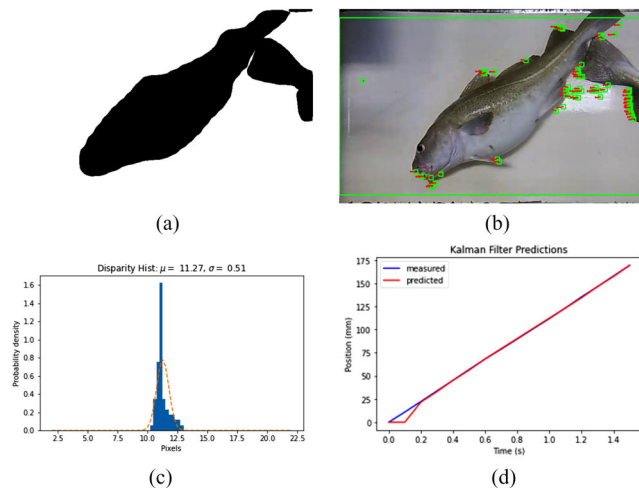 (a)
(b)
Disparity Hist: μ = 11.27, σ = 0.51
Probability density
1.6
1.4
1.2
1.0
0.8
0.6
0.4
0.2
0.0
2.5 5.0 7.5 10.0 12.5 15.0 17.5 20.0 22.5
Pixels
(c)
Kalman Filter Predictions
measured
predicted
Position (mm)
175
150
125
100
75
50
25
0
0.0 0.2 0.4 0.6 0.8 1.0 1.2 1.4
Time (s)
(d)